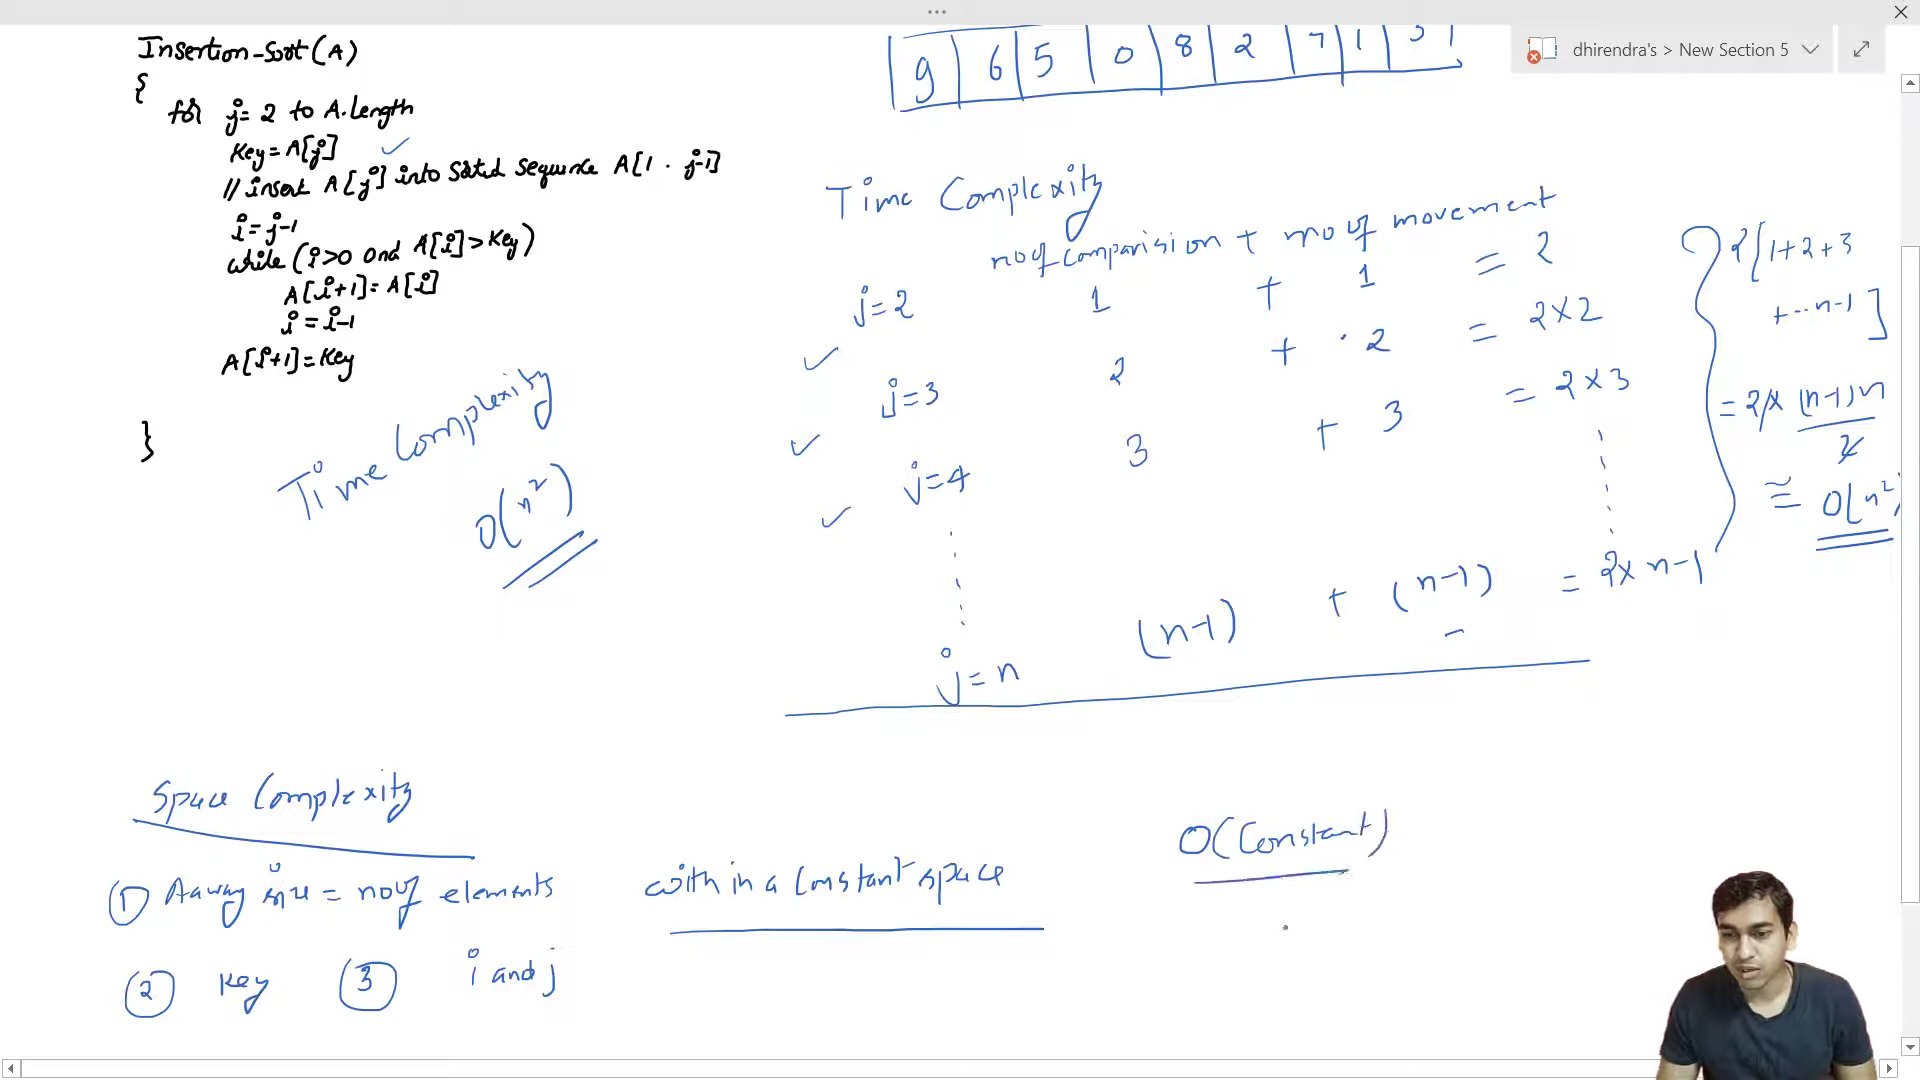 Insertion-Sort(A)
{
for j=2 to A.length
Key=A[j]
// insert A[j] into Sorted Sequence A[1 . j-1]
i=j-1
while (i>0 and A[i]>Key)
A[i+1]=A[i]
i=i-1
A[i+1]=Key
}
Time Complexity
O(n²)
9 6 5 0 8 2 7 1 3
dhirendra's > New Section 5
Time Complexity
no of comparision + no of movement
j=2 1 + 1 = 2
j=3 2 + 2 = 2×2
j=4 3 + 3 = 2×3
j=n (n-1) + (n-1) = 2×n-1
2[1+2+3
+...n-1]
= 2× (n-1)n
2
≅ O(n²)
Space Complexity
① Array size = no of elements
② Key ③ i and j
with in a constant space
O(Constant)